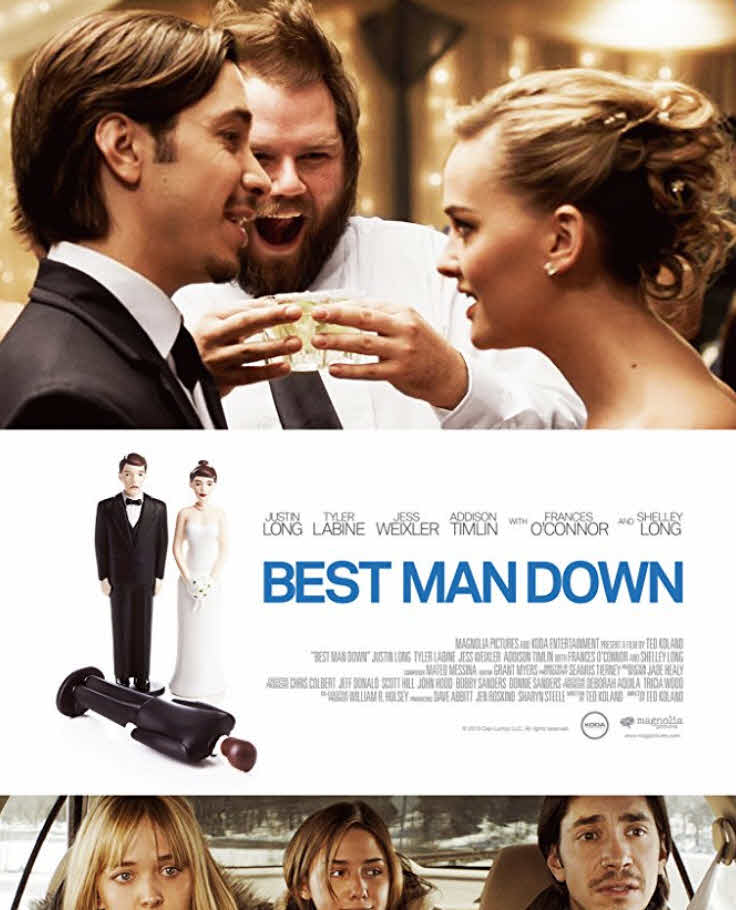 JUSTIN LONG TYLER LABINE JESS WEIXLER ADDISON TIMLIN WITH FRANCES O'CONNOR AND SHELLEY LONG
BEST MAN DOWN
MAGNOLIA PICTURES AND KODA ENTERTAINMENT PRESENT A FILM BY TED KOLAND
"BEST MAN DOWN" JUSTIN LONG TYLER LABINE JESS WEIXLER ADDISON TIMLIN WITH FRANCES O'CONNOR AND SHELLEY LONG
MATEO MESSINA GRANT MYERS SEAMUS TIERNEY JADE HEALY
CHRIS COLBERT JEFF DONALD SCOTT HILL JOHN HOOD BOBBY SANDERS DONNIE SANDERS DEBORAH AQUILA TRICIA WOOD
WILLIAM R. HOLSEY DAVE ABBITT JEN ROSKIND SHARYN STEELE TED KOLAND TED KOLAND
All rights reserved.
KODA
magnolia
PICTURES